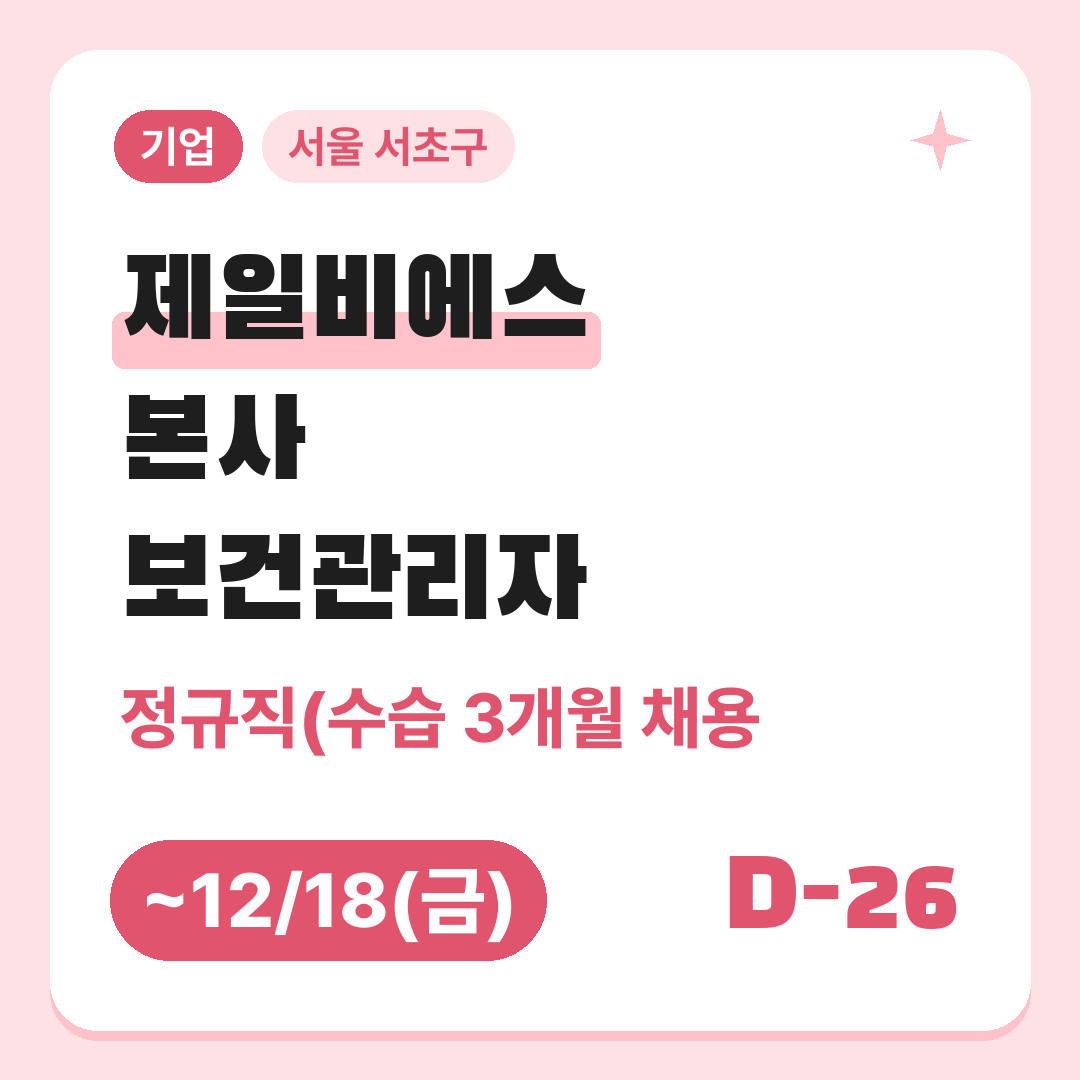 기업 서울 서초구
제일비에스
본사
보건관리자
정규직(수습 3개월 채용
~12/18(금) D-26